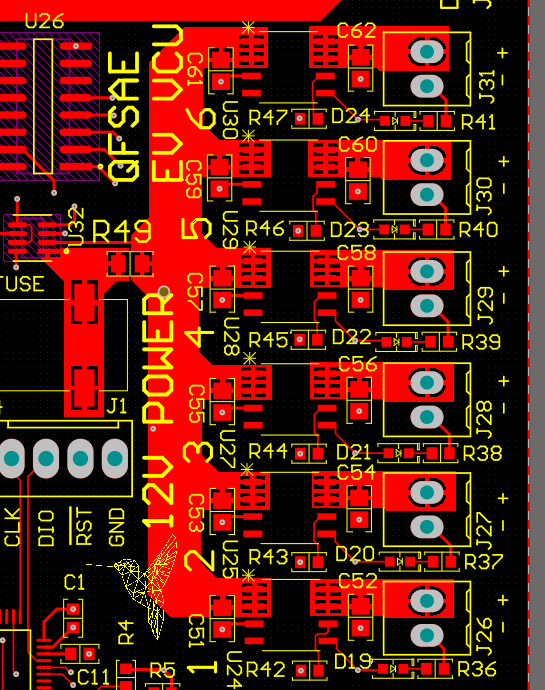 U26
QFSAE
EV VCU
12V POWER
U32
R49
FUSE
J1
CLK
DIO
RST
GND
C1
C11
R4
R5
6
C61
U30
R47
C62
D24
R41
J31
+
-
5
C59
U29
R46
C60
D23
R40
J30
+
-
4
C57
U28
R45
C58
D22
R39
J29
+
-
3
C55
U27
R44
C56
D21
R38
J28
+
-
2
C53
U25
R43
C54
D20
R37
J27
+
-
1
C51
U24
R42
C52
D19
R36
J26
+
-